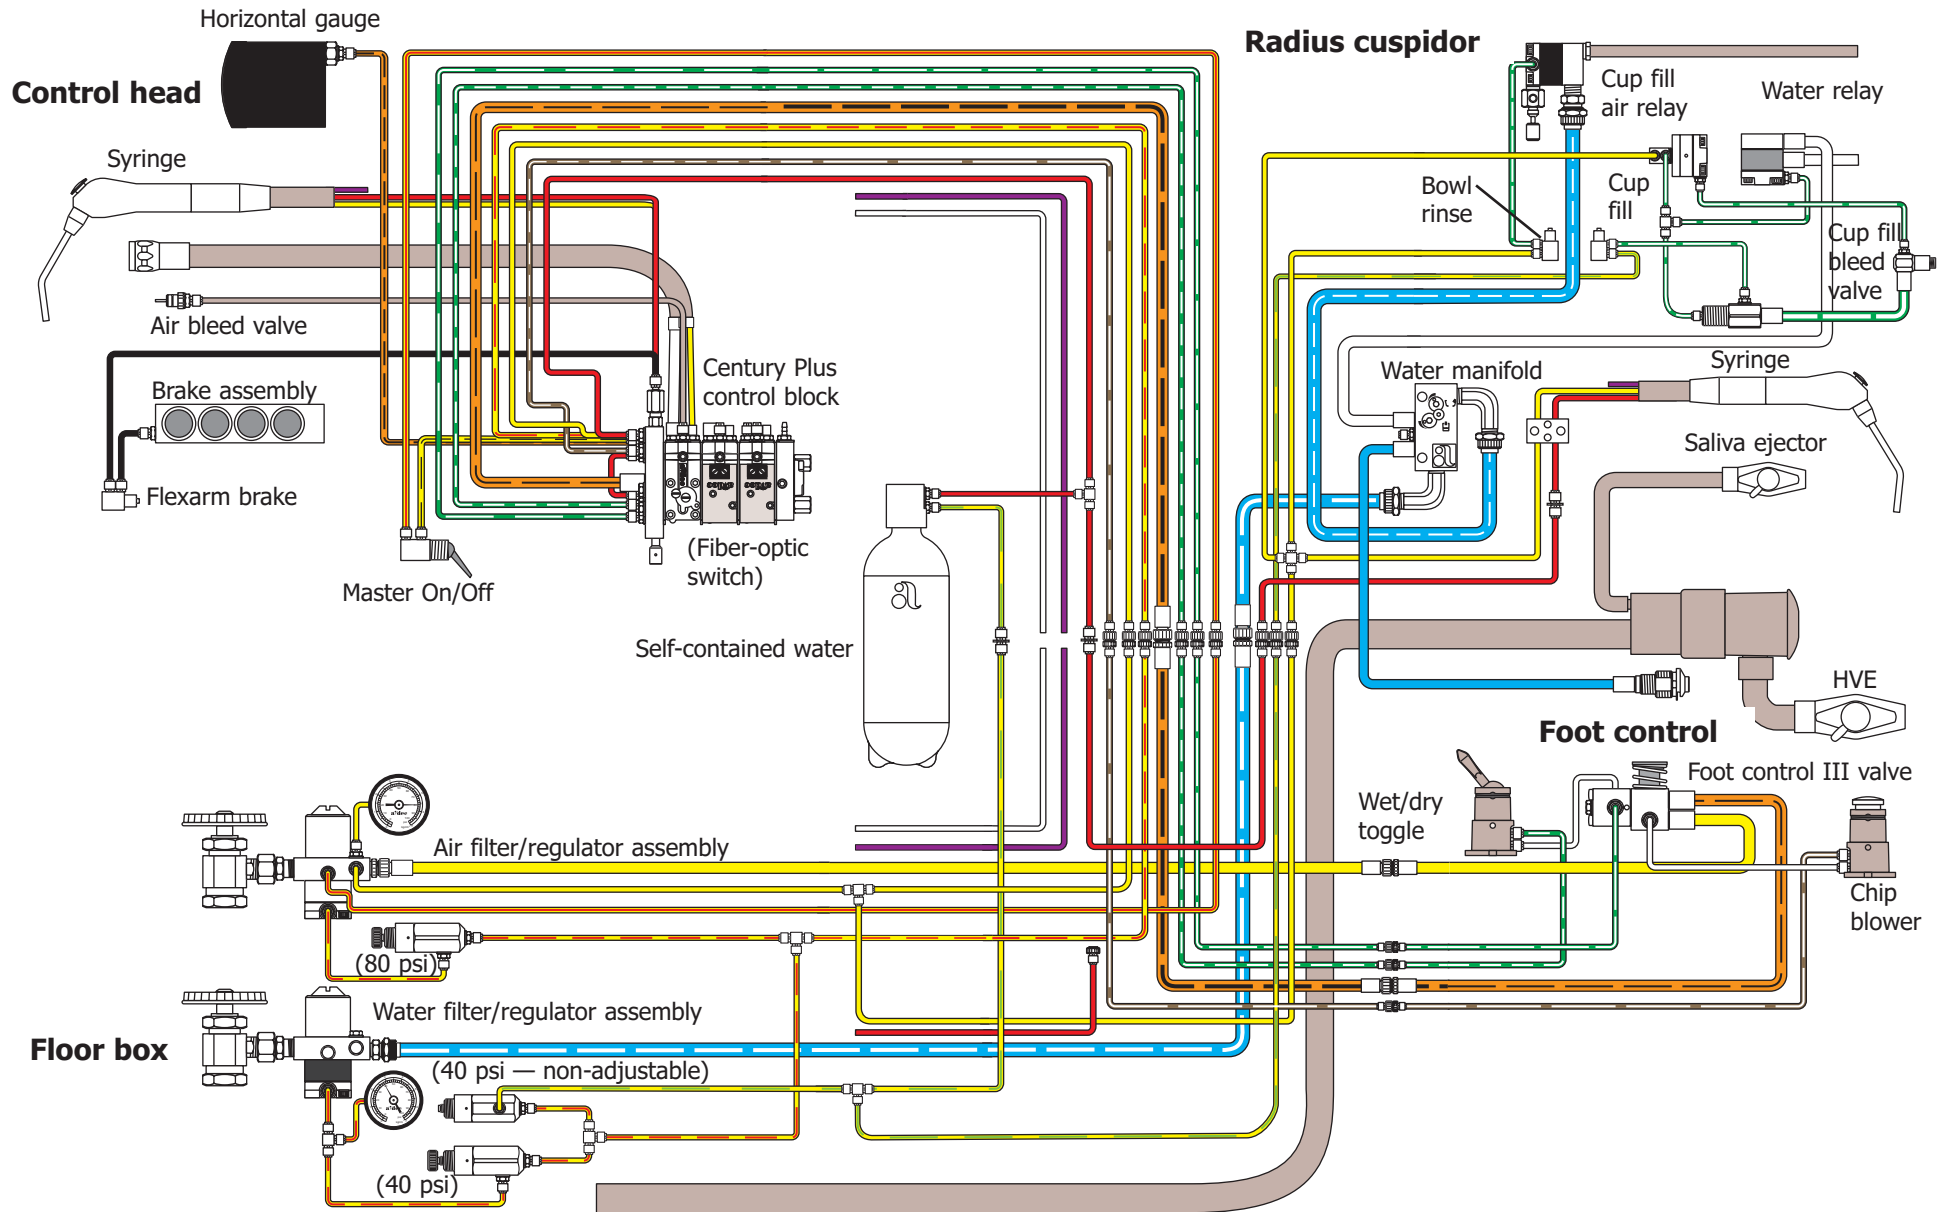 Horizontal gauge
Control head
Syringe
Air bleed valve
Brake assembly
Flexarm brake
Master On/Off
Century Plus
control block
(Fiber-optic
switch)
Self-contained water
Radius cuspidor
Cup fill
air relay
Water relay
Bowl
rinse
Cup
fill
Cup fill
bleed
valve
Water manifold
Syringe
Saliva ejector
HVE
Foot control
Foot control III valve
Wet/dry
toggle
Chip
blower
Air filter/regulator assembly
(80 psi)
Water filter/regulator assembly
Floor box
(40 psi — non-adjustable)
(40 psi)